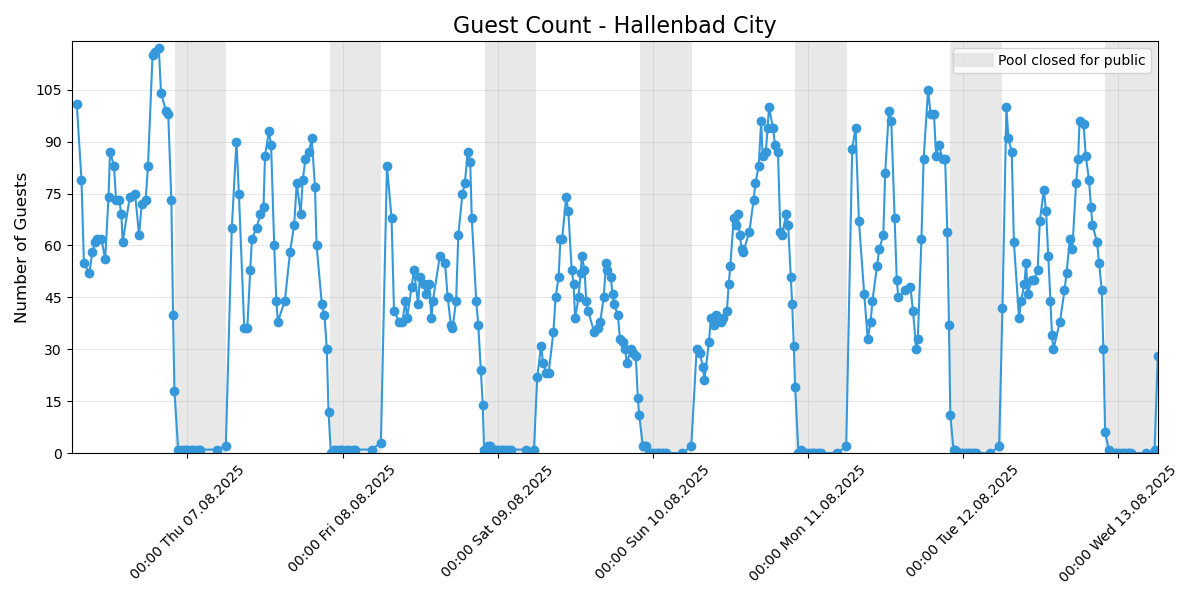 Guest Count - Hallenbad City
Pool closed for public
Number of Guests
105
90
75
60
45
30
15
0
00:00 Thu 07.08.2025
00:00 Fri 08.08.2025
00:00 Sat 09.08.2025
00:00 Sun 10.08.2025
00:00 Mon 11.08.2025
00:00 Tue 12.08.2025
00:00 Wed 13.08.2025